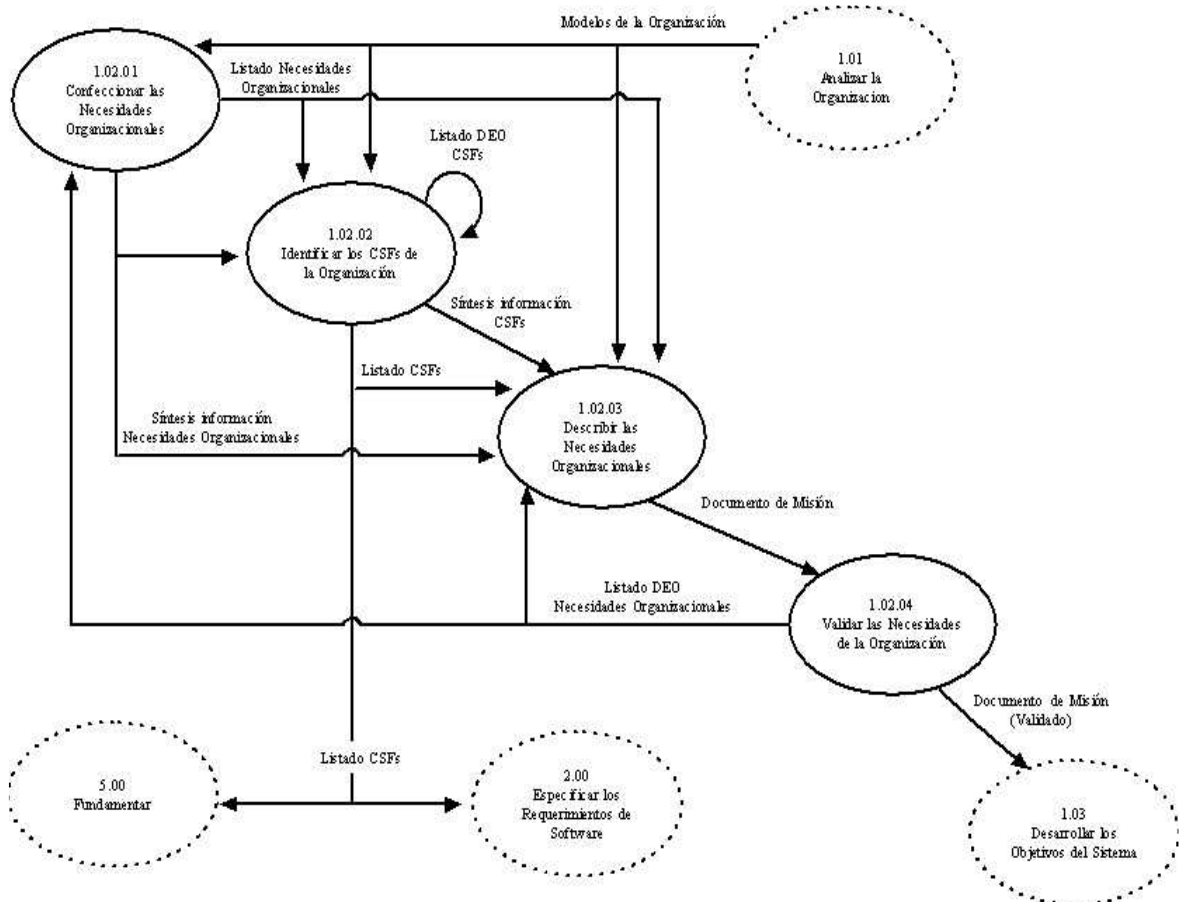 Modelos de la Organización
1.01
Analizar la
Organizacion
1.02.01
Confeccionar las
Necesidades
Organizacionales
Listado Necesidades
Organizacionales
Listado DEO
CSFs
1.02.02
Identificar los CSFs de
la Organización
Síntesis información
CSFs
Listado CSFs
1.02.03
Describir las
Necesidades
Organizacionales
Síntesis información
Necesidades Organizacionales
Documento de Misión
Listado DEO
Necesidades Organizacionales
1.02.04
Validar las Necesidades
de la Organización
Documento de Misión
(Validado)
Listado CSFs
5.00
Fundamentar
2.00
Especificar los
Requerimientos de
Software
1.03
Desarrollar los
Objetivos del Sistema